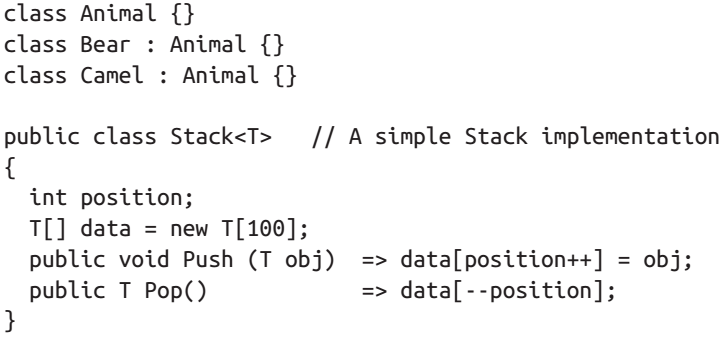 class Animal {}
class Bear : Animal {}
class Camel : Animal {}

public class Stack<T>   // A simple Stack implementation
{
  int position;
  T[] data = new T[100];
  public void Push (T obj)  => data[position++] = obj;
  public T Pop()            => data[--position];
}